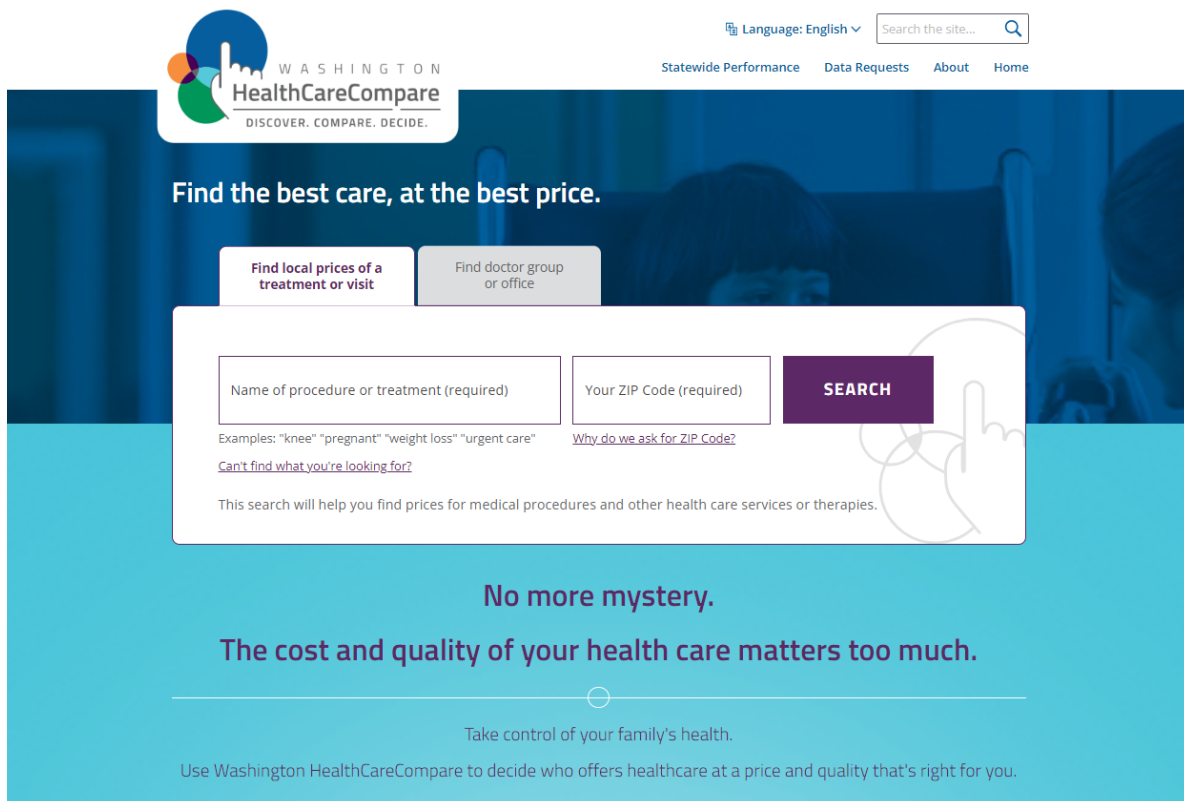 Language: English
Search the site...
WASHINGTON
HealthCareCompare
DISCOVER. COMPARE. DECIDE.
Statewide Performance Data Requests About Home
Find the best care, at the best price.
Find local prices of a
treatment or visit
Find doctor group
or office
Name of procedure or treatment (required)
Your ZIP Code (required)
SEARCH
Examples: "knee" "pregnant" "weight loss" "urgent care"
Why do we ask for ZIP Code?
Can't find what you're looking for?
This search will help you find prices for medical procedures and other health care services or therapies.
No more mystery.
The cost and quality of your health care matters too much.
Take control of your family's health.
Use Washington HealthCareCompare to decide who offers healthcare at a price and quality that's right for you.